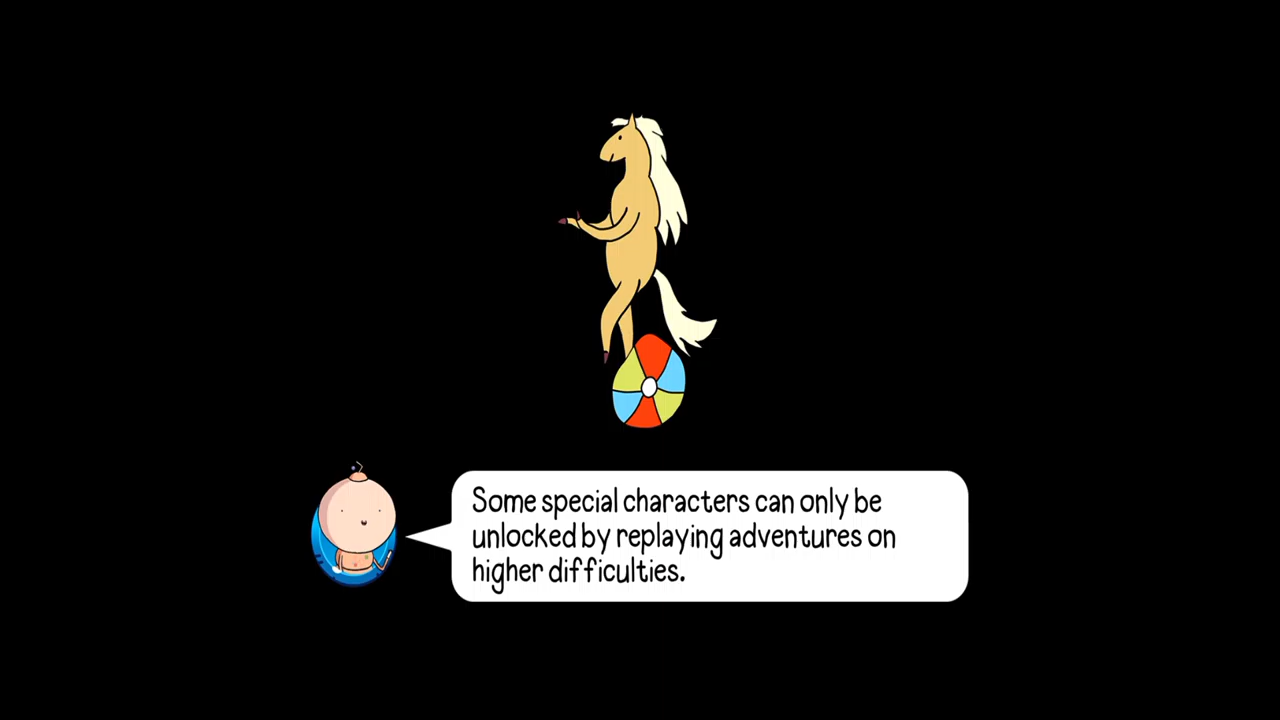 Some special characters can only be
unlocked by replaying adventures on
higher difficulties.